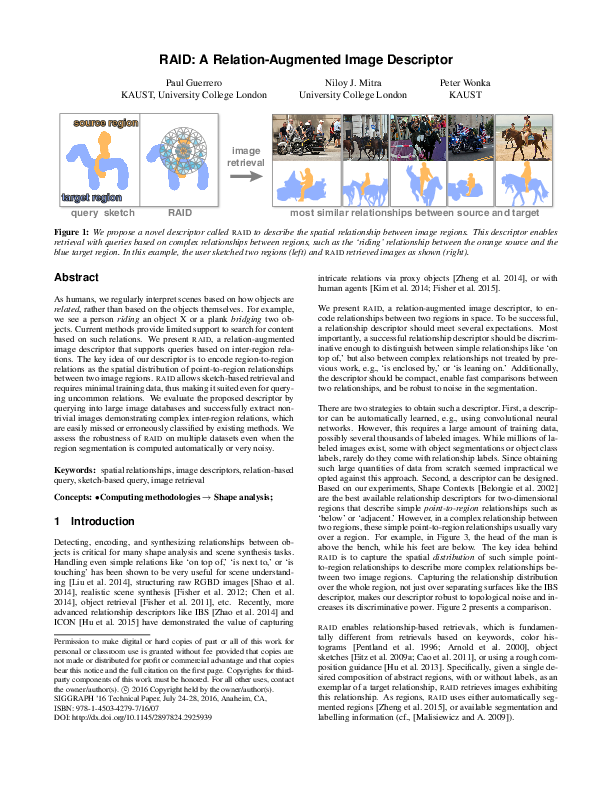 RAID: A Relation-Augmented Image Descriptor
Paul Guerrero
KAUST, University College London
Niloy J. Mitra
University College London
Peter Wonka
KAUST
source region
target region
query sketch
RAID
image
retrieval
most similar relationships between source and target
Figure 1: We propose a novel descriptor called RAID to describe the spatial relationship between image regions. This descriptor enables
retrieval with queries based on complex relationships between regions, such as the ‘riding’ relationship between the orange source and the
blue target region. In this example, the user sketched two regions (left) and RAID retrieved images as shown (right).
Abstract
As humans, we regularly interpret scenes based on how objects are
related, rather than based on the objects themselves. For example,
we see a person riding an object X or a plank bridging two ob-
jects. Current methods provide limited support to search for content
based on such relations. We present RAID, a relation-augmented
image descriptor that supports queries based on inter-region rela-
tions. The key idea of our descriptor is to encode region-to-region
relations as the spatial distribution of point-to-region relationships
between two image regions. RAID allows sketch-based retrieval and
requires minimal training data, thus making it suited even for query-
ing uncommon relations. We evaluate the proposed descriptor by
querying into large image databases and successfully extract non-
trivial images demonstrating complex inter-region relations, which
are easily missed or erroneously classified by existing methods. We
assess the robustness of RAID on multiple datasets even when the
region segmentation is computed automatically or very noisy.
Keywords: spatial relationships, image descriptors, relation-based
query, sketch-based query, image retrieval
Concepts: •Computing methodologies → Shape analysis;
1 Introduction
Detecting, encoding, and synthesizing relationships between ob-
jects is critical for many shape analysis and scene synthesis tasks.
Handling even simple relations like ‘on top of,’ ‘is next to,’ or ‘is
touching’ has been shown to be very useful for scene understand-
ing [Liu et al. 2014], structuring raw RGBD images [Shao et al.
2014], realistic scene synthesis [Fisher et al. 2012; Chen et al.
2014], object retrieval [Fisher et al. 2011], etc. Recently, more
advanced relationship descriptors like IBS [Zhao et al. 2014] and
ICON [Hu et al. 2015] have demonstrated the value of capturing
Permission to make digital or hard copies of part or all of this work for
personal or classroom use is granted without fee provided that copies are
not made or distributed for profit or commercial advantage and that copies
bear this notice and the full citation on the first page. Copyrights for third-
party components of this work must be honored. For all other uses, contact
the owner/author(s). © 2016 Copyright held by the owner/author(s).
SIGGRAPH '16 Technical Paper, July 24-28, 2016, Anaheim, CA,
ISBN: 978-1-4503-4279-7/16/07
DOI: http://dx.doi.org/10.1145/2897824.2925939
intricate relations via proxy objects [Zheng et al. 2014], or with
human agents [Kim et al. 2014; Fisher et al. 2015].
We present RAID, a relation-augmented image descriptor, to en-
code relationships between two regions in space. To be successful,
a relationship descriptor should meet several expectations. Most
importantly, a successful relationship descriptor should be discrim-
inative enough to distinguish between simple relationships like ‘on
top of,’ but also between complex relationships not treated by pre-
vious work, e.g., ‘is enclosed by,’ or ‘is leaning on.’ Additionally,
the descriptor should be compact, enable fast comparisons between
two relationships, and be robust to noise in the segmentation.
There are two strategies to obtain such a descriptor. First, a descrip-
tor can be automatically learned, e.g., using convolutional neural
networks. However, this requires a large amount of training data,
possibly several thousands of labeled images. While millions of la-
beled images exist, some with object segmentations or object class
labels, rarely do they come with relationship labels. Since obtaining
such large quantities of data from scratch seemed impractical we
opted against this approach. Second, a descriptor can be designed.
Based on our experiments, Shape Contexts [Belongie et al. 2002]
are the best available relationship descriptors for two-dimensional
regions that describe simple point-to-region relationships such as
‘below’ or ‘adjacent.’ However, in a complex relationship between
two regions, these simple point-to-region relationships usually vary
over a region. For example, in Figure 3, the head of the man is
above the bench, while his feet are below. The key idea behind
RAID is to capture the spatial distribution of such simple point-
to-region relationships to describe more complex relationships be-
tween two image regions. Capturing the relationship distribution
over the whole region, not just over separating surfaces like the IBS
descriptor, makes our descriptor robust to topological noise and in-
creases its discriminative power. Figure 2 presents a comparison.
RAID enables relationship-based retrievals, which is fundamen-
tally different from retrievals based on keywords, color his-
tograms [Pentland et al. 1996; Arnold et al. 2000], object
sketches [Eitz et al. 2009a; Cao et al. 2011], or using a rough com-
position guidance [Hu et al. 2013]. Specifically, given a single de-
sired composition of abstract regions, with or without labels, as an
exemplar of a target relationship, RAID retrieves images exhibiting
this relationship. As regions, RAID uses either automatically seg-
mented regions [Zheng et al. 2015], or available segmentation and
labelling information (cf., [Malisiewicz and A. 2009]).